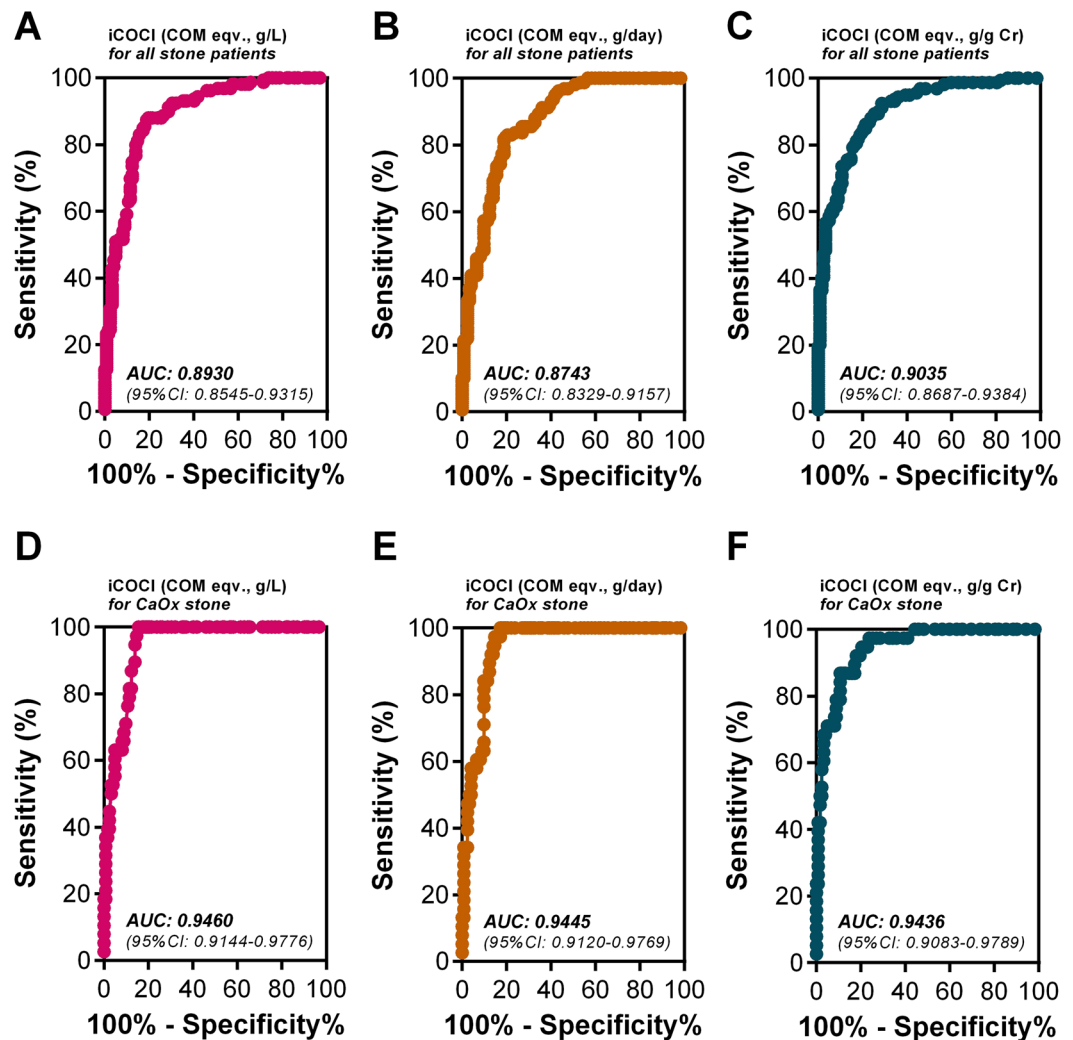 A
iCOCI (COM eqv., g/L)
for all stone patients
100
80
60
40
20
0
Sensitivity (%)
AUC: 0.8930
(95%CI: 0.8545-0.9315)
0 20 40 60 80 100
100% - Specificity%
B
iCOCI (COM eqv., g/day)
for all stone patients
100
80
60
40
20
0
Sensitivity (%)
AUC: 0.8743
(95%CI: 0.8329-0.9157)
0 20 40 60 80 100
100% - Specificity%
C
iCOCI (COM eqv., g/g Cr)
for all stone patients
100
80
60
40
20
0
Sensitivity (%)
AUC: 0.9035
(95%CI: 0.8687-0.9384)
0 20 40 60 80 100
100% - Specificity%
D
iCOCI (COM eqv., g/L)
for CaOx stone
100
80
60
40
20
0
Sensitivity (%)
AUC: 0.9460
(95%CI: 0.9144-0.9776)
0 20 40 60 80 100
100% - Specificity%
E
iCOCI (COM eqv., g/day)
for CaOx stone
100
80
60
40
20
0
Sensitivity (%)
AUC: 0.9445
(95%CI: 0.9120-0.9769)
0 20 40 60 80 100
100% - Specificity%
F
iCOCI (COM eqv., g/g Cr)
for CaOx stone
100
80
60
40
20
0
Sensitivity (%)
AUC: 0.9436
(95%CI: 0.9083-0.9789)
0 20 40 60 80 100
100% - Specificity%